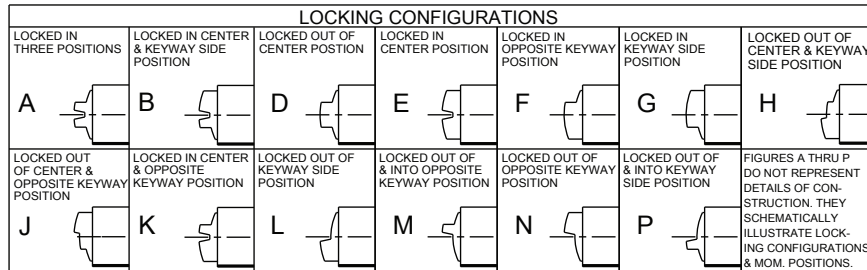 LOCKING CONFIGURATIONS
LOCKED IN
THREE POSITIONS
A
LOCKED IN CENTER
& KEYWAY SIDE
POSITION
B
LOCKED OUT OF
CENTER POSTION
D
LOCKED IN
CENTER POSITION
E
LOCKED IN
OPPOSITE KEYWAY
POSITION
F
LOCKED IN
KEYWAY SIDE
POSITION
G
LOCKED OUT OF
CENTER & KEYWAY
SIDE POSITION
H
LOCKED OUT
OF CENTER &
OPPOSITE KEYWAY
POSITION
J
LOCKED IN CENTER
& OPPOSITE
KEYWAY POSITION
K
LOCKED OUT OF
KEYWAY SIDE
POSITION
L
LOCKED OUT OF
& INTO OPPOSITE
KEYWAY POSITION
M
LOCKED OUT OF
OPPOSITE KEYWAY
POSITION
N
LOCKED OUT OF
& INTO KEYWAY
SIDE POSITION
P
FIGURES A THRU P
DO NOT REPRESENT
DETAILS OF CON-
STRUCTION. THEY
SCHEMATICALLY
ILLUSTRATE LOCK-
ING CONFIGURATIONS
& MOM. POSITIONS.